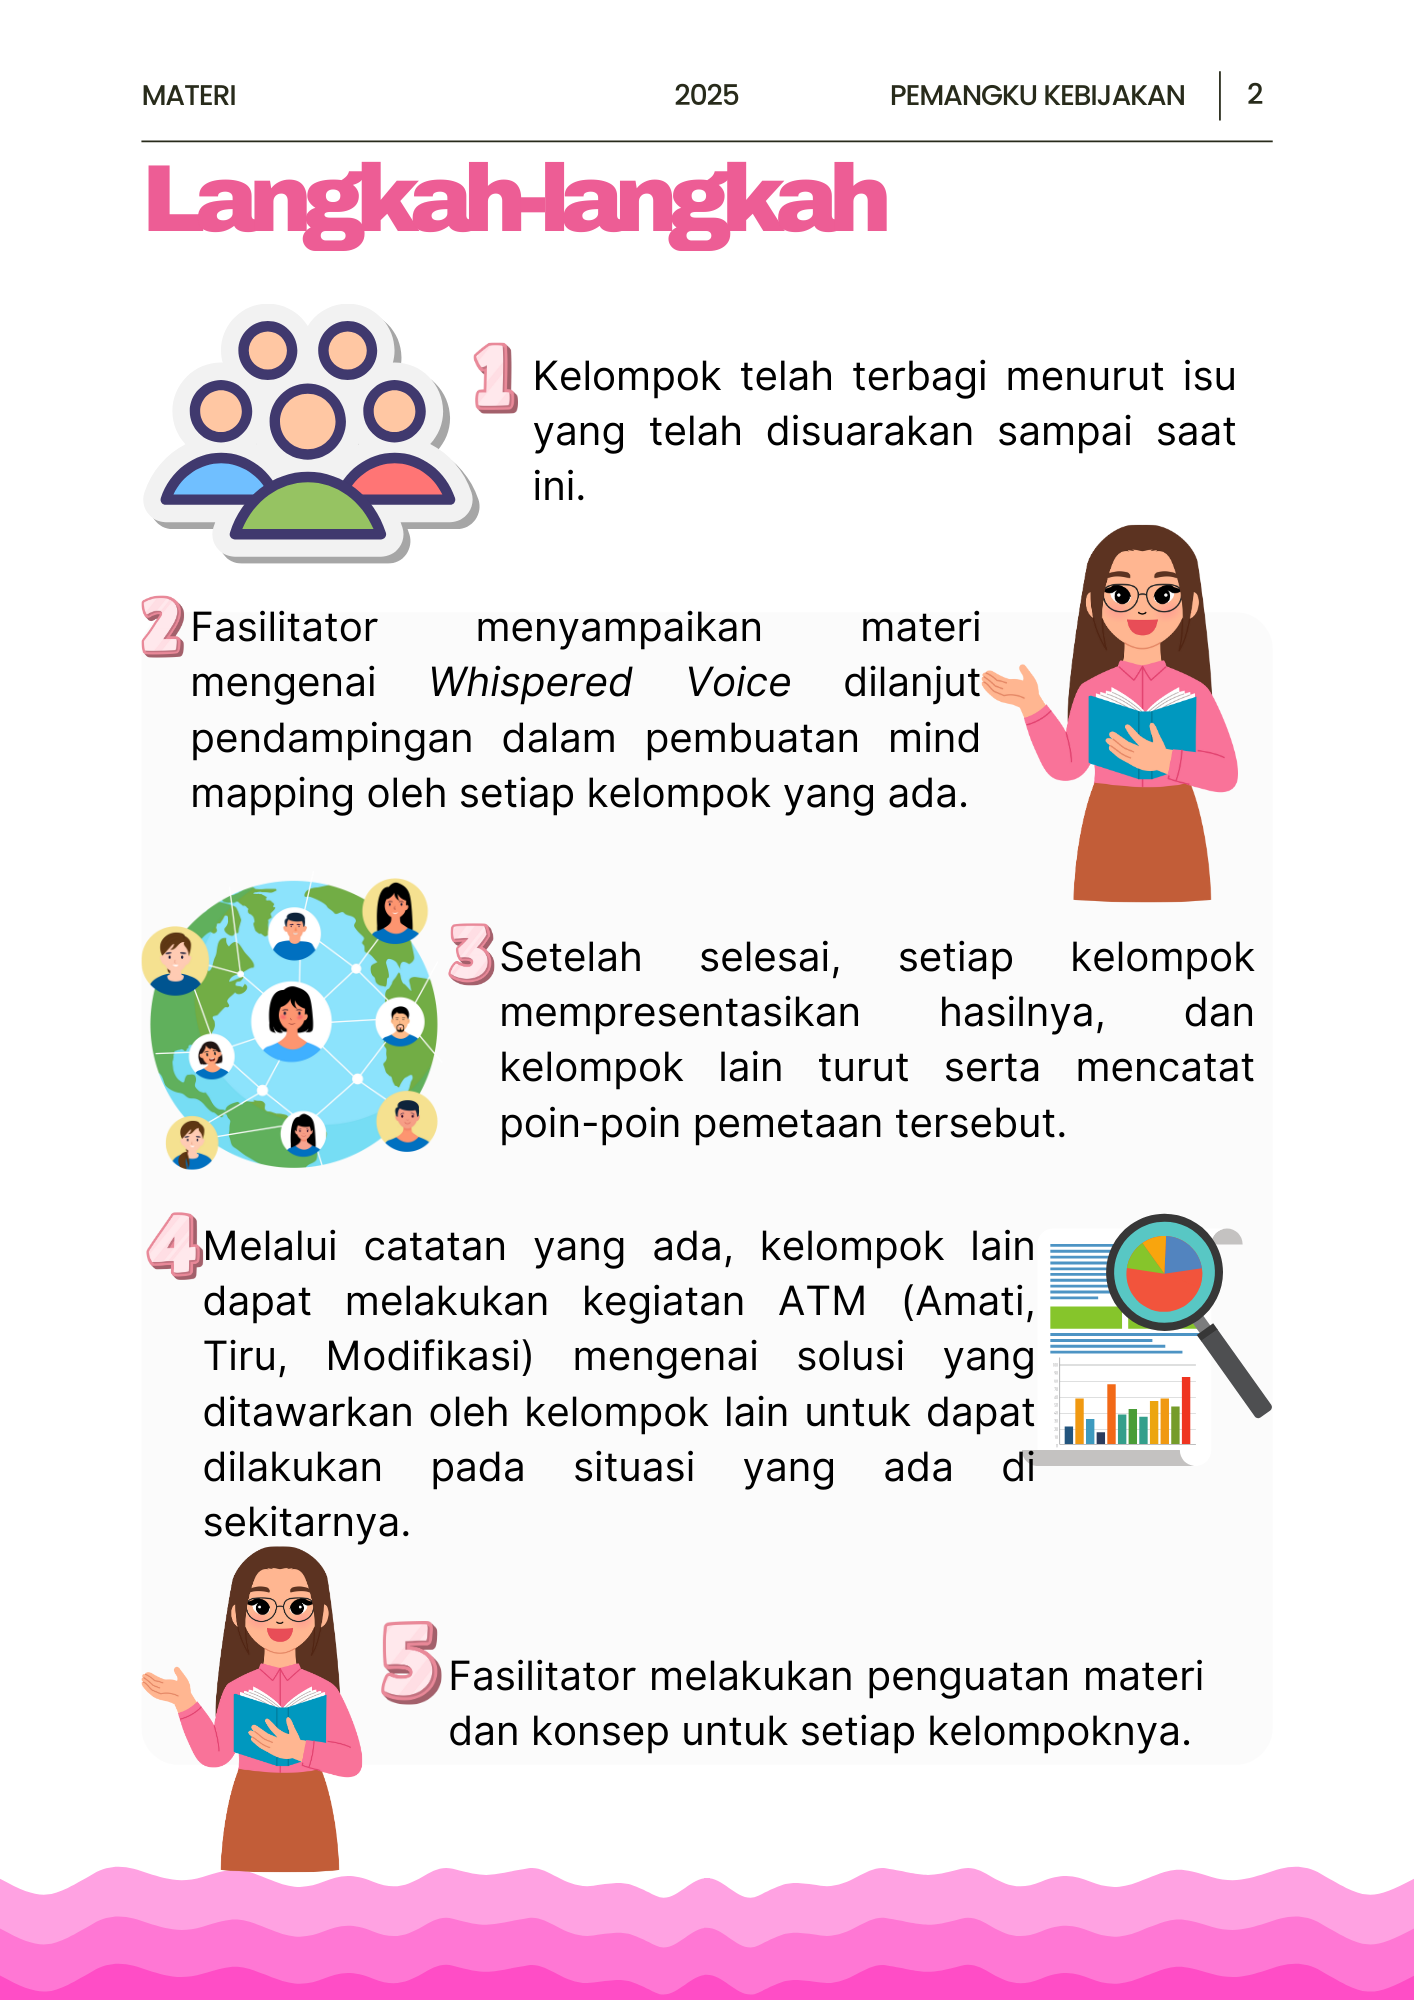 MATERI 2025 PEMANGKU KEBIJAKAN 2
Langkah-langkah
1 Kelompok telah terbagi menurut isu
yang telah disuarakan sampai saat
ini.
2 Fasilitator menyampaikan materi
mengenai Whispered Voice dilanjut
pendampingan dalam pembuatan mind
mapping oleh setiap kelompok yang ada.
3 Setelah selesai, setiap kelompok
mempresentasikan hasilnya, dan
kelompok lain turut serta mencatat
poin-poin pemetaan tersebut.
4 Melalui catatan yang ada, kelompok lain
dapat melakukan kegiatan ATM (Amati,
Tiru, Modifikasi) mengenai solusi yang
ditawarkan oleh kelompok lain untuk dapat
dilakukan pada situasi yang ada di
sekitarnya.
5 Fasilitator melakukan penguatan materi
dan konsep untuk setiap kelompoknya.